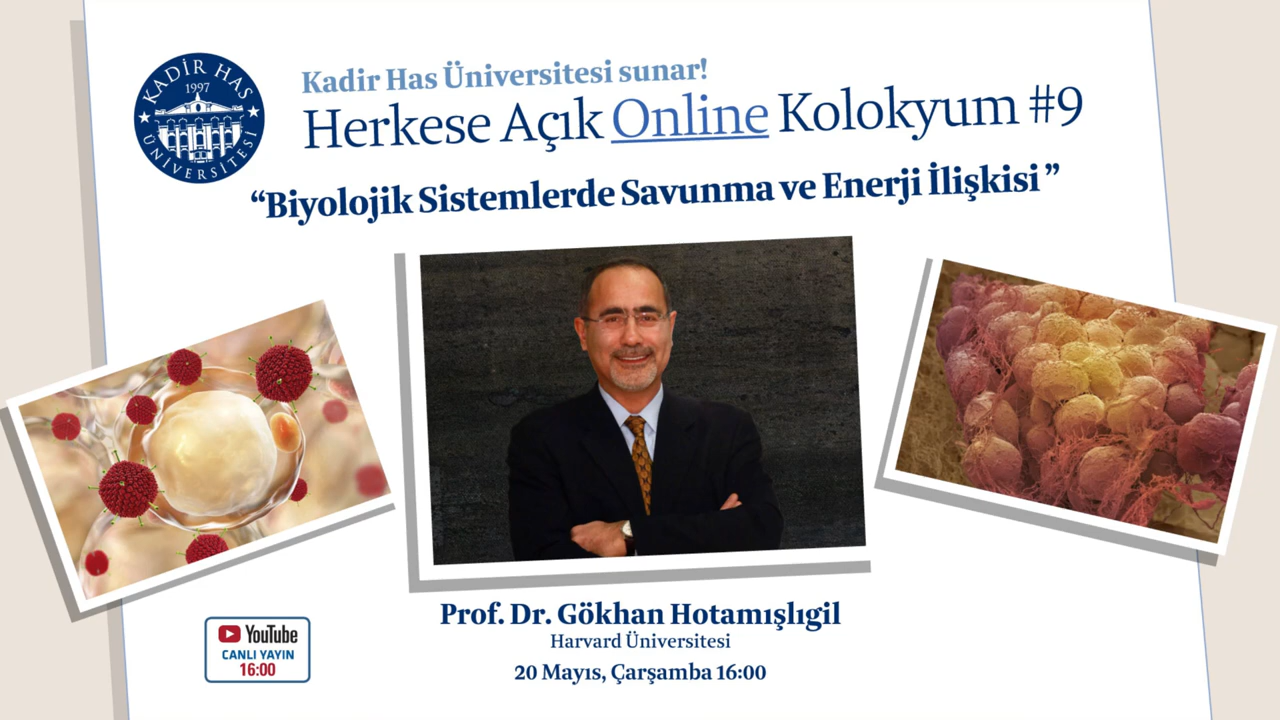 KADİR HAS
1997
ÜNİVERSİTESİ
Kadir Has Üniversitesi sunar!
Herkese Açık Online Kolokyum #9
“Biyolojik Sistemlerde Savunma ve Enerji İlişkisi ”
Prof. Dr. Gökhan Hotamışlıgil
Harvard Üniversitesi
20 Mayıs, Çarşamba 16:00
YouTube
CANLI YAYIN
16:00